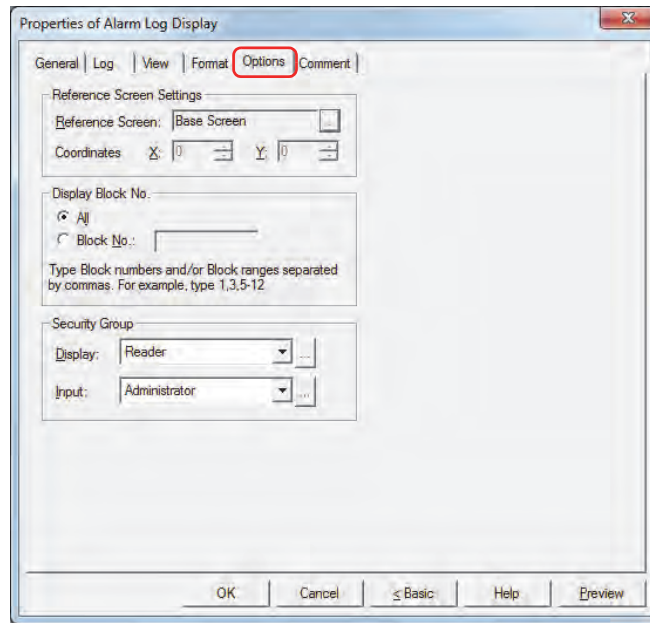 Properties of Alarm Log Display
General Log View Format Options Comment
Reference Screen Settings
Reference Screen: Base Screen ...
Coordinates X: 0 Y: 0
Display Block No.
All
Block No.:
Type Block numbers and/or Block ranges separated
by commas. For example, type 1,3,5-12
Security Group
Display: Reader ...
Input: Administrator ...
OK Cancel < Basic Help Preview